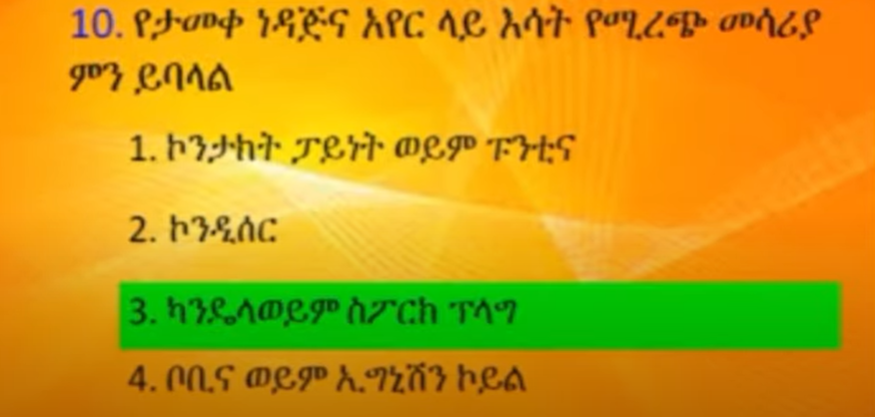 10. የታመቀ ነዳጅና አየር ላይ እሳት የሚረጭ መሳሪያ
ምን ይባላል
1. ኮንታክት ፓይነት ወይም ፑንቲና
2. ኮንዲሰር
3. ካንዴላወይም ስፖርክ ፕላግ
4. ቦቢና ወይም ኢግኒሽን ኮይል